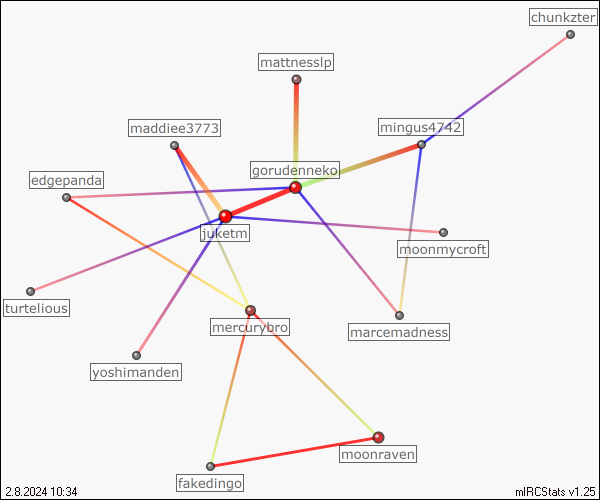 chunkzter
mattnesslp
maddiee3773
mingus4742
gorudenneko
edgepanda
juketm
moonmycroft
turtelious
mercurybro
marcemadness
yoshimanden
moonraven
fakedingo
2.8.2024 10:34
mIRCStats v1.25